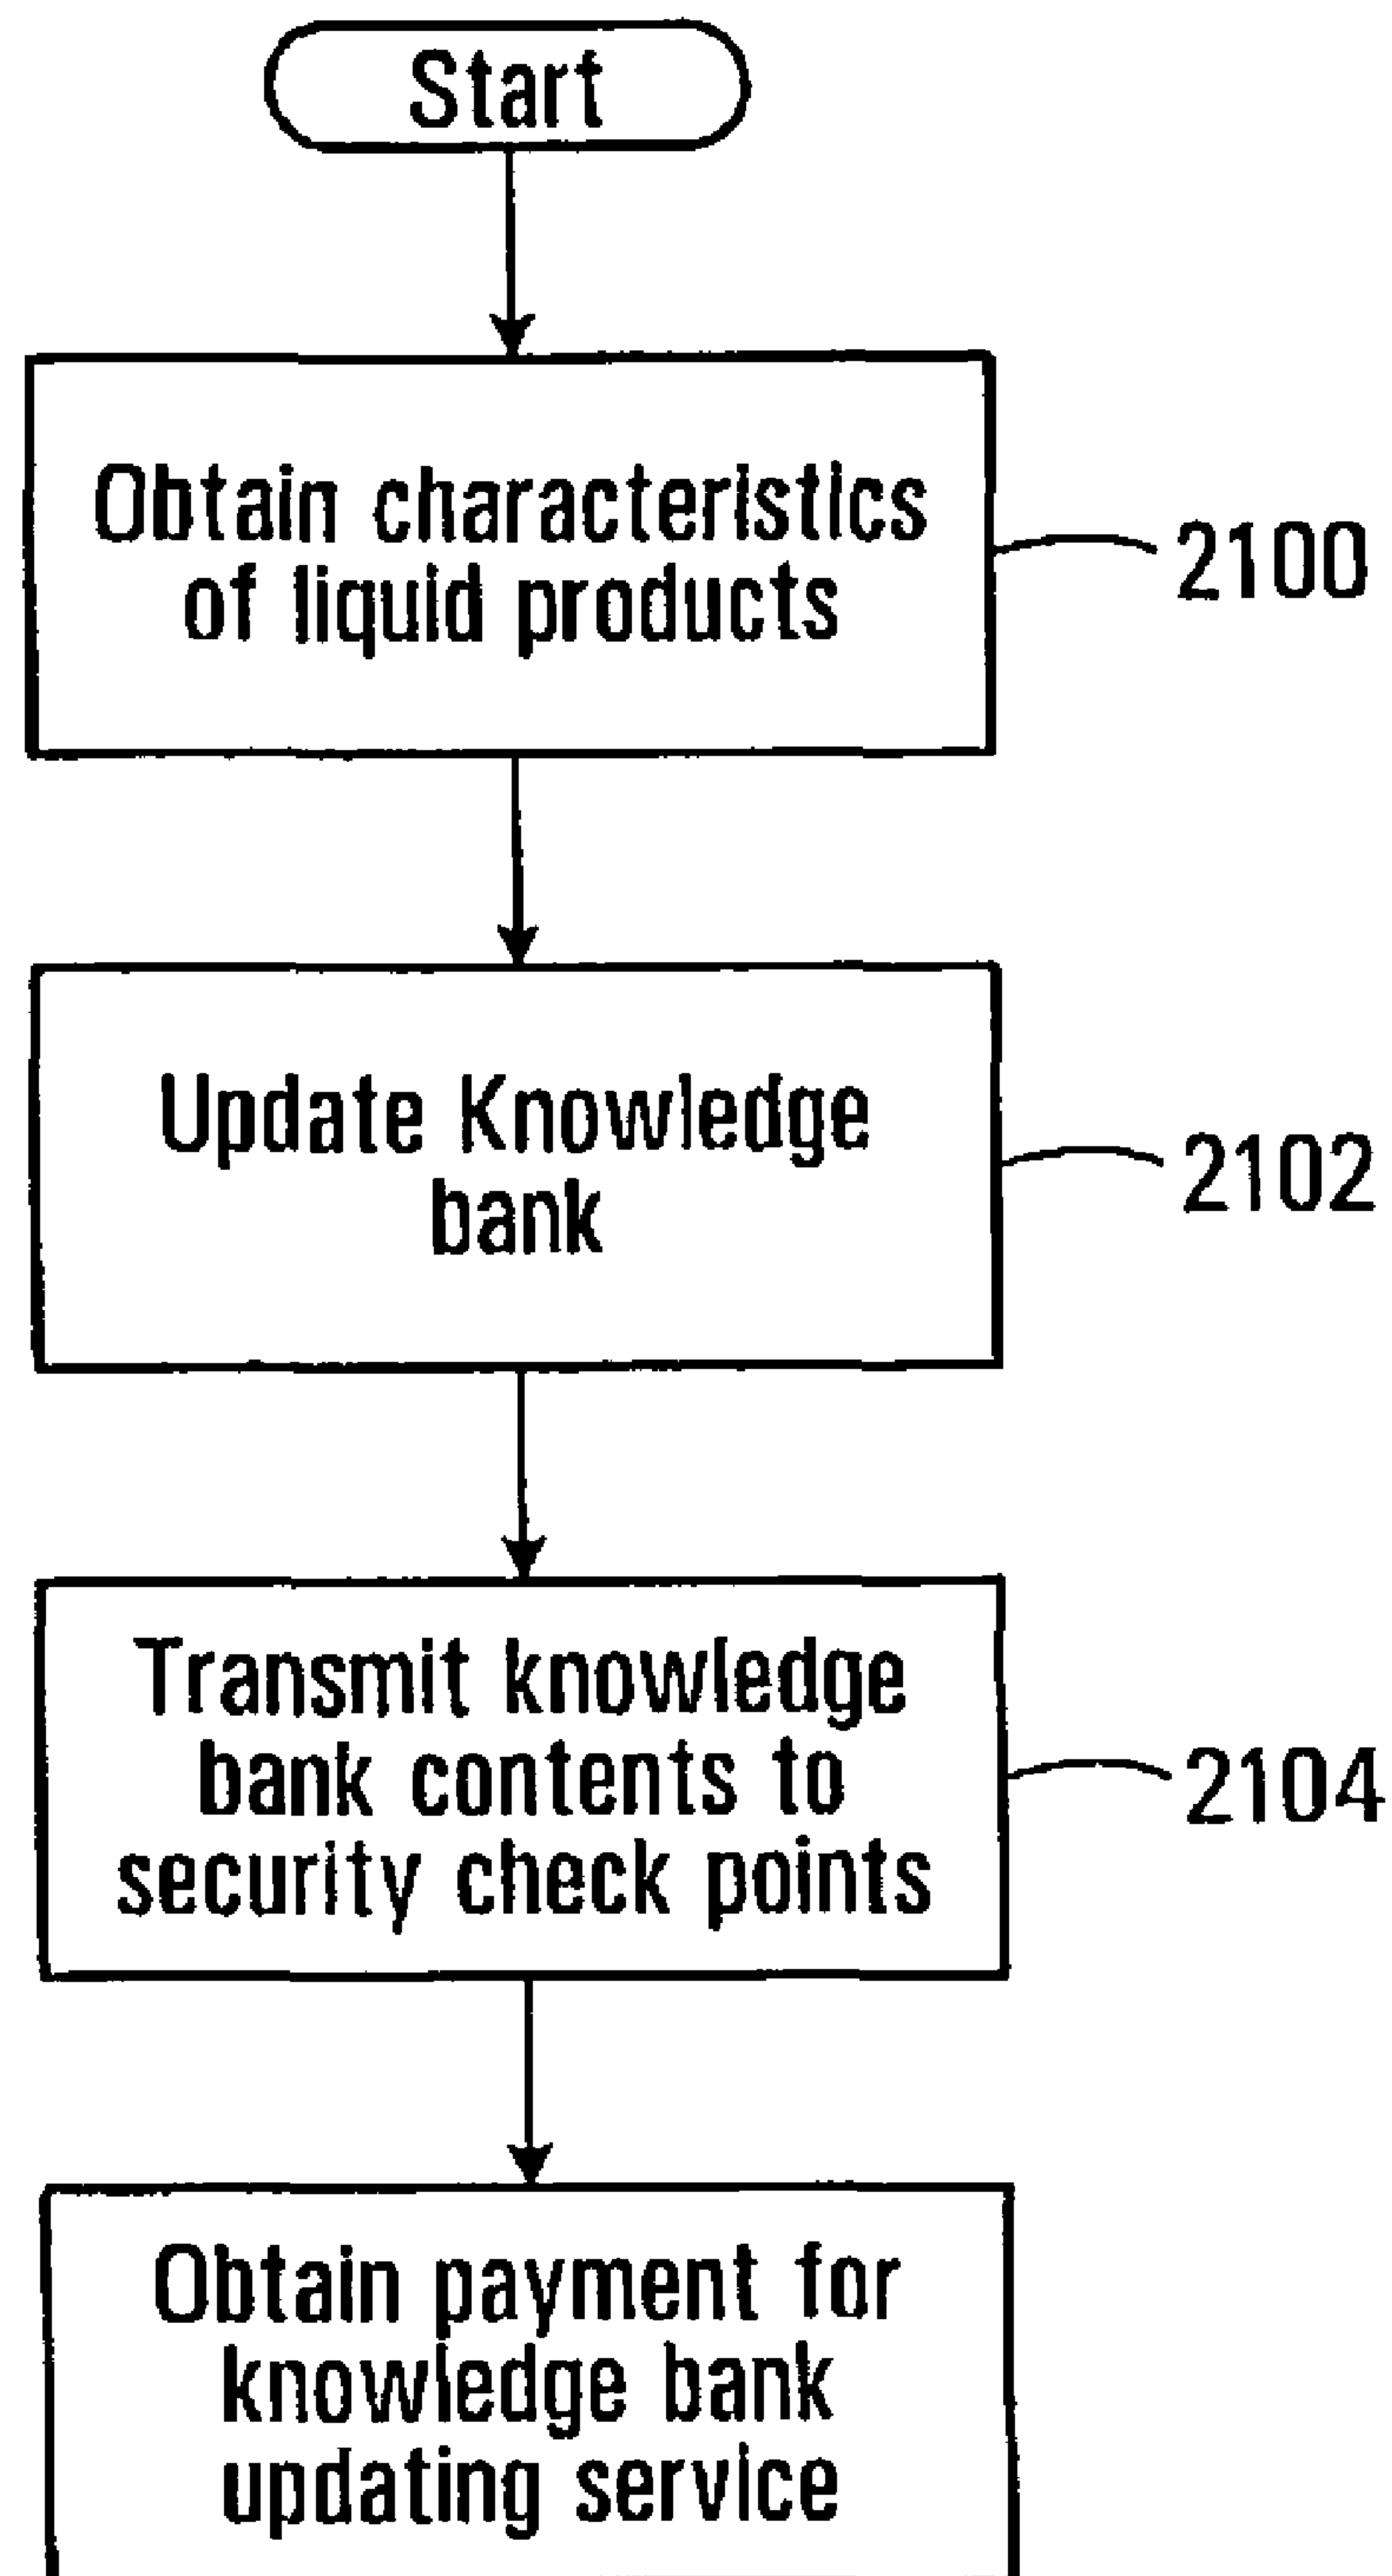 Start
Obtain characteristics
of liquid products
2100
Update Knowledge
bank
2102
Transmit knowledge
bank contents to
security check points
2104
Obtain payment for
knowledge bank
updating service